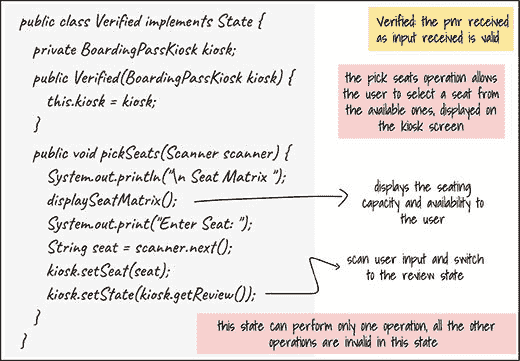 public class Verified implements State {
private BoardingPassKiosk kiosk;
public Verified(BoardingPassKiosk kiosk) {
this.kiosk = kiosk;
}
public void pickSeats(Scanner scanner) {
System.out.println("\n Seat Matrix ");
displaySeatMatrix();
System.out.print("Enter Seat: ");
String seat = scanner.next();
kiosk.setSeat(seat);
kiosk.setState(kiosk.getReview());
}
}
Verified: the pnr received
as input received is valid
the pick seats operation allows
the user to select a seat from
the available ones, displayed on
the kiosk screen
displays the seating
capacity and availability to
the user
scan user input and switch
to the review state
this state can perform only one operation, all the other
operations are invalid in this state